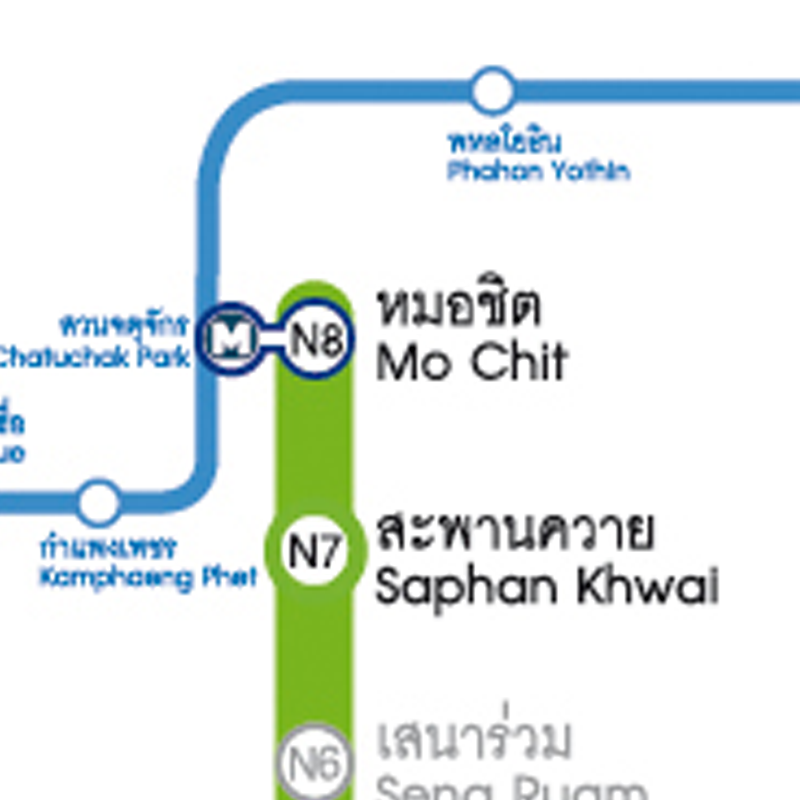 พหลโยธิน
Phahon Yothin
หมอชิต
N8
Mo Chit
สวนจตุจักร
Chatuchak Park
กำแพงเพชร
Kamphaeng Phet
สะพานควาย
N7
Saphan Khwai
เสนาร่วม
N6
Sena Ruam